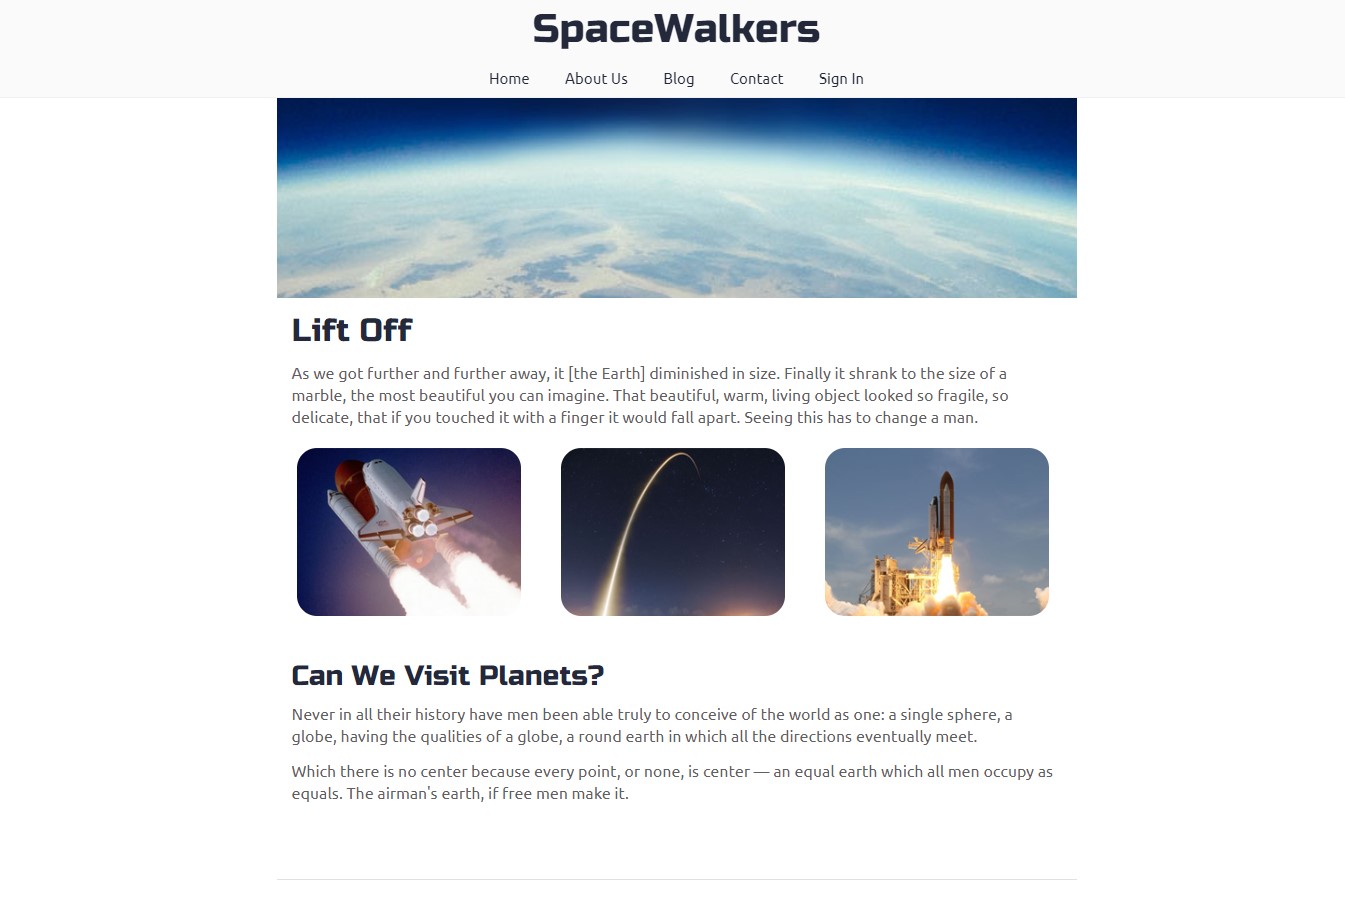 SpaceWalkers
Home About Us Blog Contact Sign In
Lift Off
As we got further and further away, it [the Earth] diminished in size. Finally it shrank to the size of a
marble, the most beautiful you can imagine. That beautiful, warm, living object looked so fragile, so
delicate, that if you touched it with a finger it would fall apart. Seeing this has to change a man.
Can We Visit Planets?
Never in all their history have men been able truly to conceive of the world as one: a single sphere, a
globe, having the qualities of a globe, a round earth in which all the directions eventually meet.
Which there is no center because every point, or none, is center — an equal earth which all men occupy as
equals. The airman's earth, if free men make it.